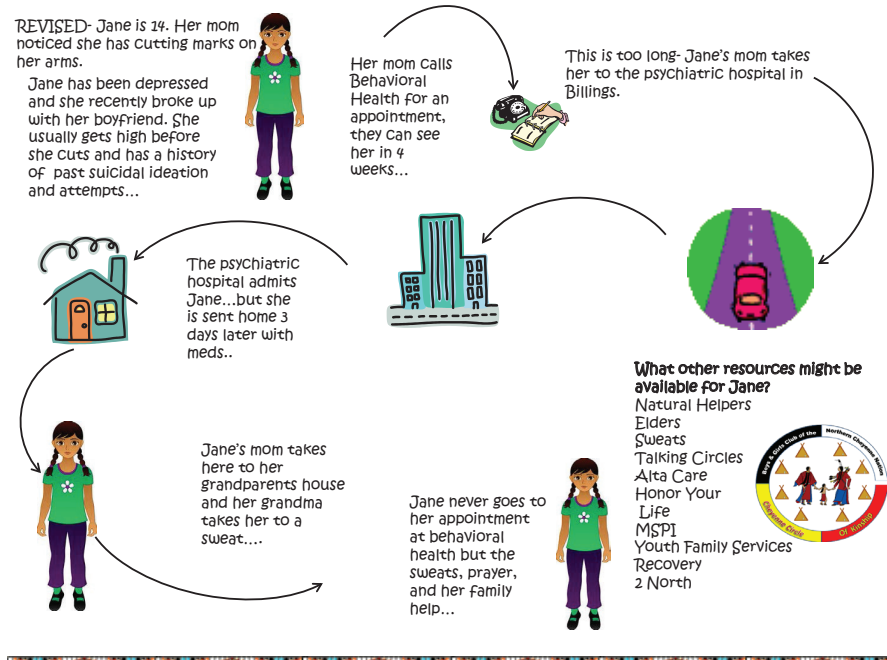 REVISED- Jane is 14. Her mom
noticed she has cutting marks on
her arms.
Jane has been depressed
and she recently broke up
with her boyfriend. She
usually gets high before
she cuts and has a history
of past suicidal ideation
and attempts...
Her mom calls
Behavioral
Health for an
appointment,
they can see
her in 4
weeks...
This is too long- Jane's mom takes
her to the psychiatric hospital in
Billings.
The psychiatric
hospital admits
Jane...but she
is sent home 3
days later with
meds..
Jane's mom takes
here to her
grandparents house
and her grandma
takes her to a
sweat....
Jane never goes to
her appointment
at behavioral
health but the
sweats, prayer,
and her family
help...
What other resources might be
available for Jane?
Natural Helpers
Elders
Sweats
Talking Circles
Alta Care
Honor Your
Life
MSPI
Youth Family Services
Recovery
2 North
Boys & Girls Club of the
Northern Cheyenne Nation
Cheyenne Circle
Of Kinship